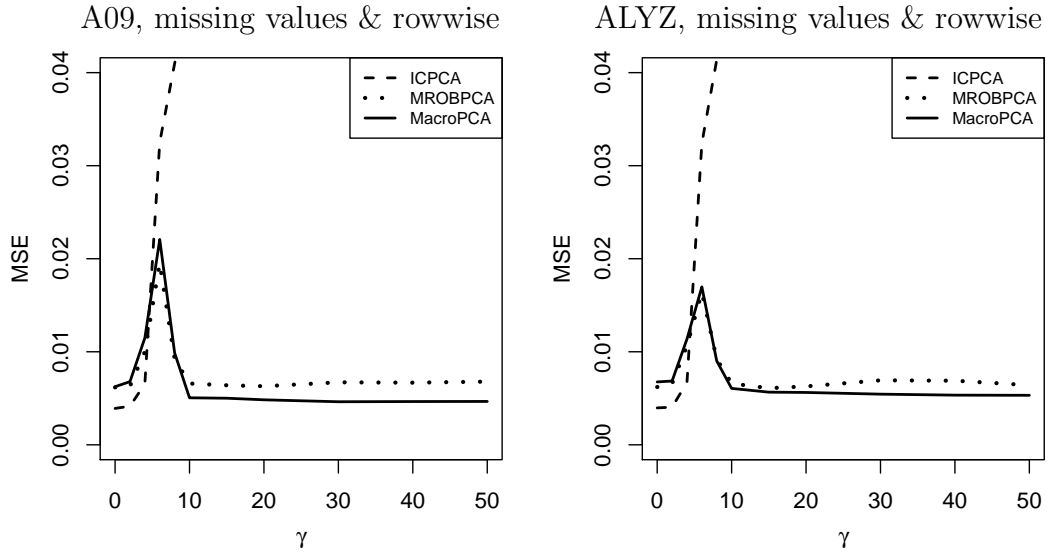 A09, missing values & rowwise
ICPCA
MROBPCA
MacroPCA
MSE
0.04
0.03
0.02
0.01
0.00
0 10 20 30 40 50
γ
ALYZ, missing values & rowwise
ICPCA
MROBPCA
MacroPCA
MSE
0.04
0.03
0.02
0.01
0.00
0 10 20 30 40 50
γ